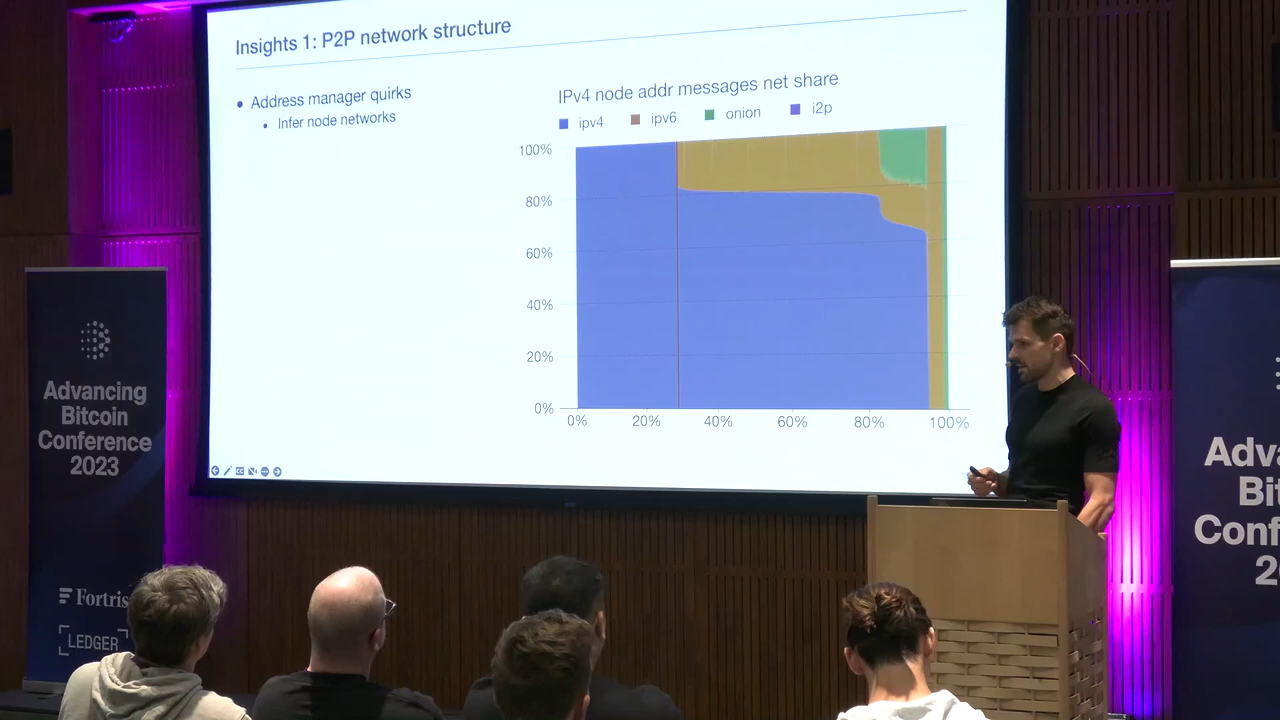 Insights 1: P2P network structure
• Address manager quirks
• Infer node networks
IPv4 node addr messages net share
ipv4 ipv6 onion i2p
100%
80%
60%
40%
20%
0%
0% 20% 40% 60% 80% 100%
Advancing
Bitcoin
Conference
2023
Fortris
LEDGER
Adva
Bit
Conf
20